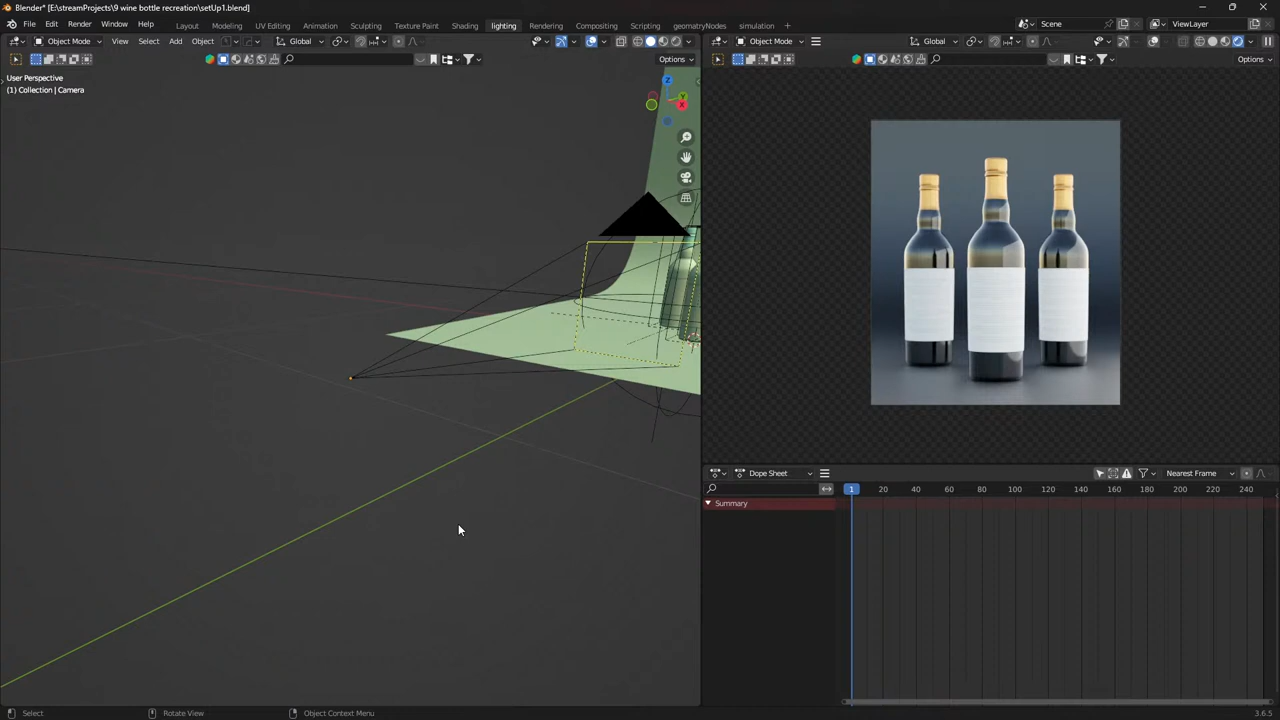 Blender* [E:\streamProjects\9 wine bottle recreation\setUp1.blend]
File Edit Render Window Help Layout Modeling UV Editing Animation Sculpting Texture Paint Shading lighting Rendering Compositing Scripting geometryNodes simulation + Scene ViewLayer
Object Mode View Select Add Object Global
Object Mode Global
Options
Options
User Perspective
(1) Collection | Camera
Z
Y
X
Dope Sheet Nearest Frame
1 20 40 60 80 100 120 140 160 180 200 220 240
Summary
Select Rotate View Object Context Menu 3.6.5